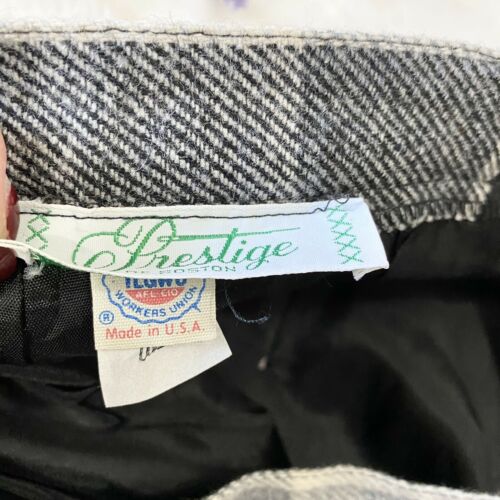 Prestige
OF BOSTON
ILGWU
AFL-CIO
WORKERS UNION
®
Made in U.S.A.